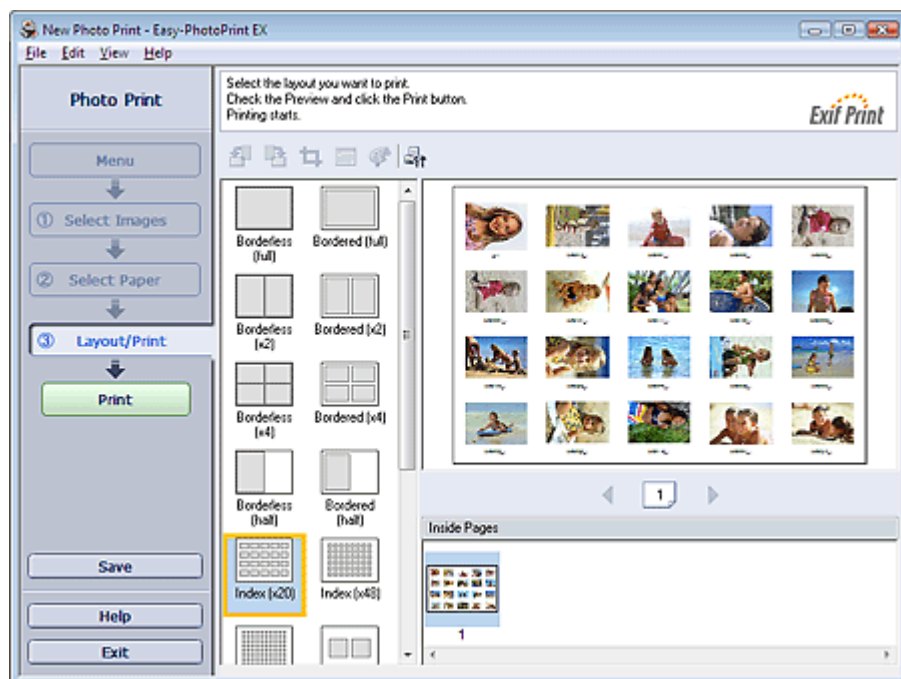 New Photo Print - Easy-PhotoPrint EX
File Edit View Help
Photo Print
Select the layout you want to print.
Check the Preview and click the Print button.
Printing starts.
Exif Print
Menu
① Select Images
② Select Paper
③ Layout/Print
Print
Save
Help
Exit
Borderless (full)
Bordered (full)
Borderless (x2)
Bordered (x2)
Borderless (x4)
Bordered (x4)
Borderless (half)
Bordered (half)
Index (x20)
Index (x48)
1
Inside Pages
1